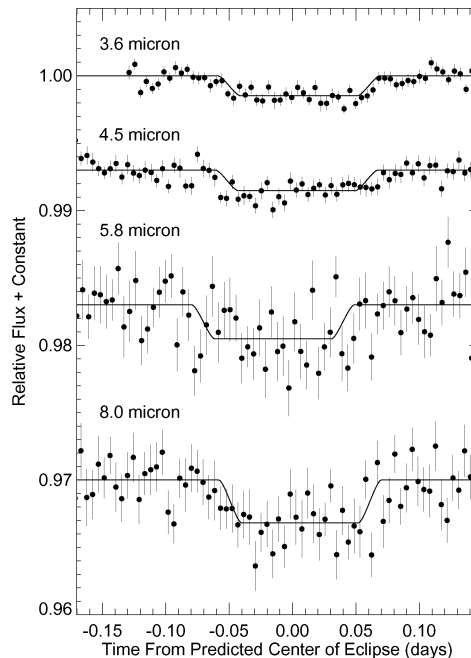 3.6 micron
1.00
4.5 micron
0.99
5.8 micron
0.98
8.0 micron
0.97
0.96
Relative Flux + Constant
-0.15 -0.10 -0.05 0.00 0.05 0.10
Time From Predicted Center of Eclipse (days)